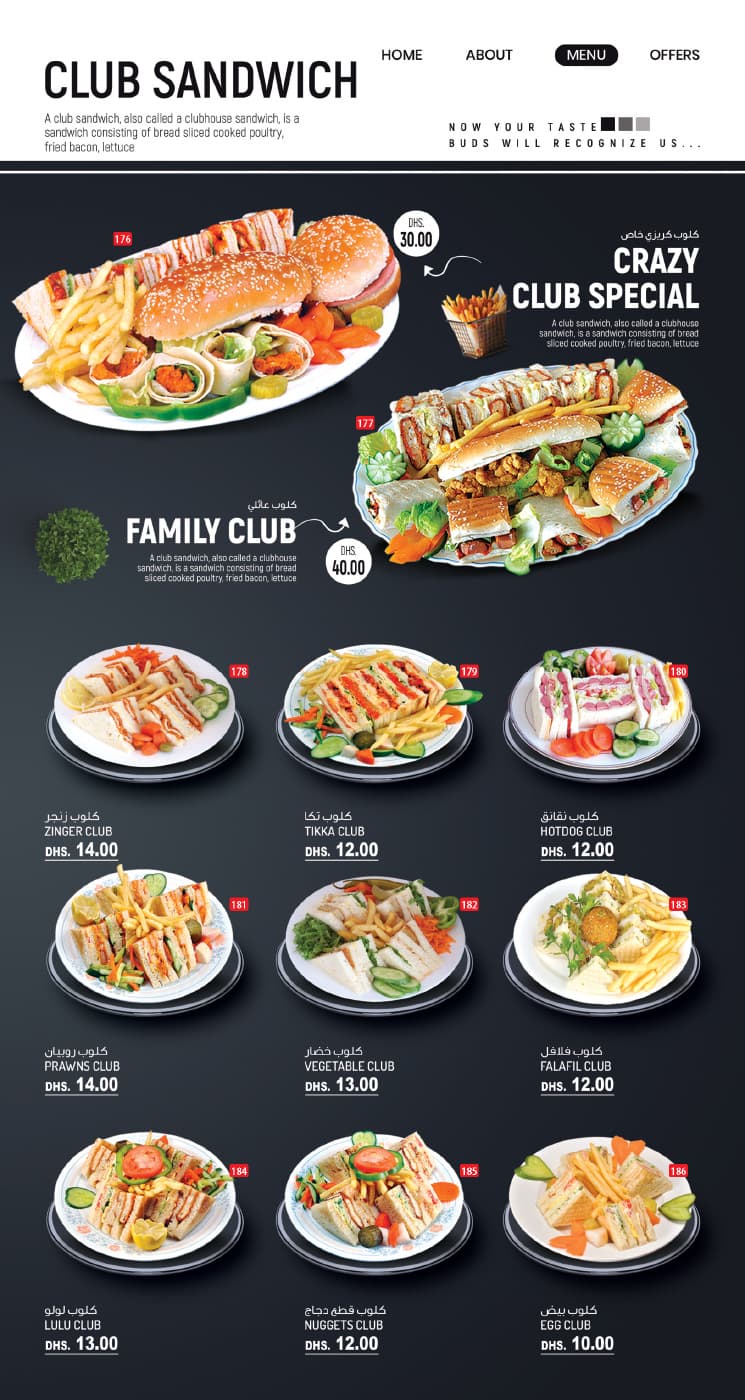 HOME
ABOUT
MENU
OFFERS
CLUB SANDWICH
A club sandwich, also called a clubhouse sandwich, is a
sandwich consisting of bread sliced cooked poultry,
fried bacon, lettuce
NOW YOUR TASTE
BUDS WILL RECOGNIZE US...
176
DHS.
30.00
كلوب كريزي خاص
CRAZY
CLUB SPECIAL
A club sandwich, also called a clubhouse
sandwich, is a sandwich consisting of bread
sliced cooked poultry, fried bacon, lettuce
177
كلوب عائلي
FAMILY CLUB
A club sandwich, also called a clubhouse
sandwich, is a sandwich consisting of bread
sliced cooked poultry, fried bacon, lettuce
DHS.
40.00
178
كلوب زنجر
ZINGER CLUB
DHS. 14.00
179
كلوب تكا
TIKKA CLUB
DHS. 12.00
180
كلوب نقانق
HOTDOG CLUB
DHS. 12.00
181
كلوب روبيان
PRAWNS CLUB
DHS. 14.00
182
كلوب خضار
VEGETABLE CLUB
DHS. 13.00
183
كلوب فلافل
FALAFIL CLUB
DHS. 12.00
184
كلوب لولو
LULU CLUB
DHS. 13.00
185
كلوب قطع دجاج
NUGGETS CLUB
DHS. 12.00
186
كلوب بيض
EGG CLUB
DHS. 10.00